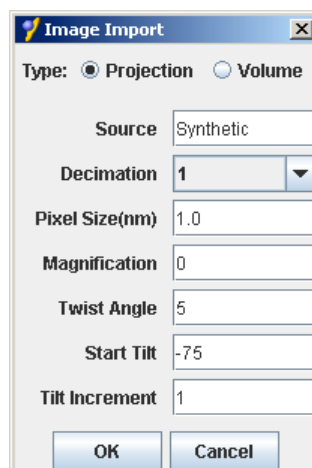 Image Import
Type: Projection Volume
Source Synthetic
Decimation 1
Pixel Size(nm) 1.0
Magnification 0
Twist Angle 5
Start Tilt -75
Tilt Increment 1
OK Cancel